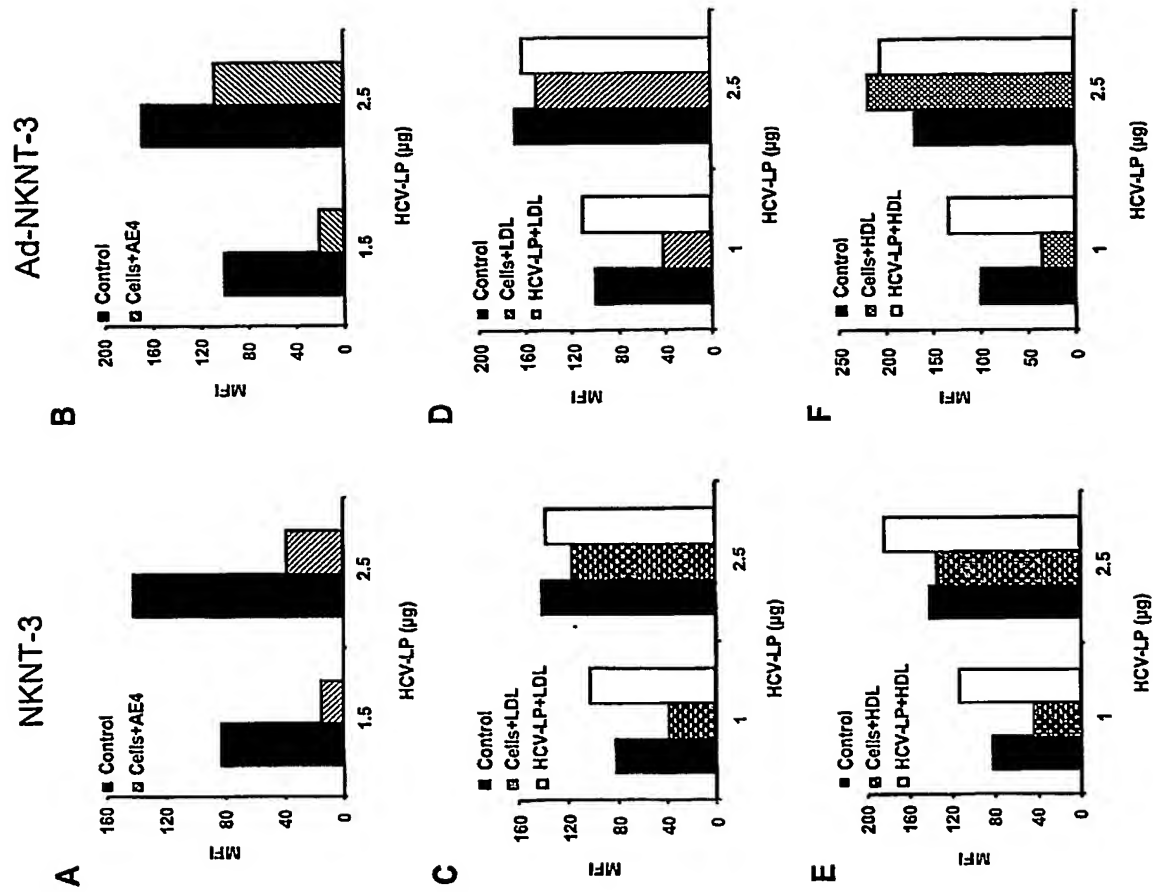 NKNT-3
Ad-NKNT-3
A
MFI
160
120
80
40
0
■ Control
Cells+AE4
1.5
2.5
HCV-LP (µg)
B
MFI
200
160
120
80
40
0
■ Control
Cells+AE4
1.5
2.5
HCV-LP (µg)
C
MFI
160
120
80
40
0
■ Control
Cells+LDL
□ HCV-LP+LDL
1
2.5
HCV-LP (µg)
D
MFI
200
160
120
80
40
0
■ Control
Cells+LDL
□ HCV-LP+LDL
1
2.5
HCV-LP (µg)
E
MFI
200
160
120
80
40
0
■ Control
Cells+HDL
□ HCV-LP+HDL
1
2.5
HCV-LP (µg)
F
MFI
250
200
150
100
50
0
■ Control
Cells+HDL
□ HCV-LP+HDL
1
2.5
HCV-LP (µg)